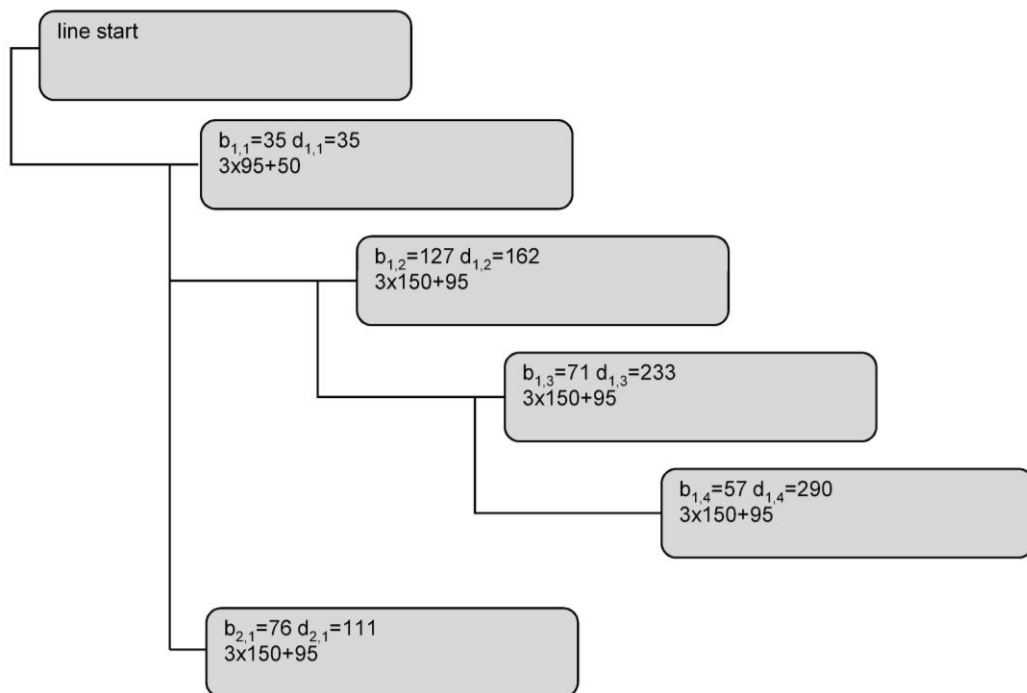 line start
b1,1=35 d1,1=35
3x95+50
b1,2=127 d1,2=162
3x150+95
b1,3=71 d1,3=233
3x150+95
b1,4=57 d1,4=290
3x150+95
b2,1=76 d2,1=111
3x150+95